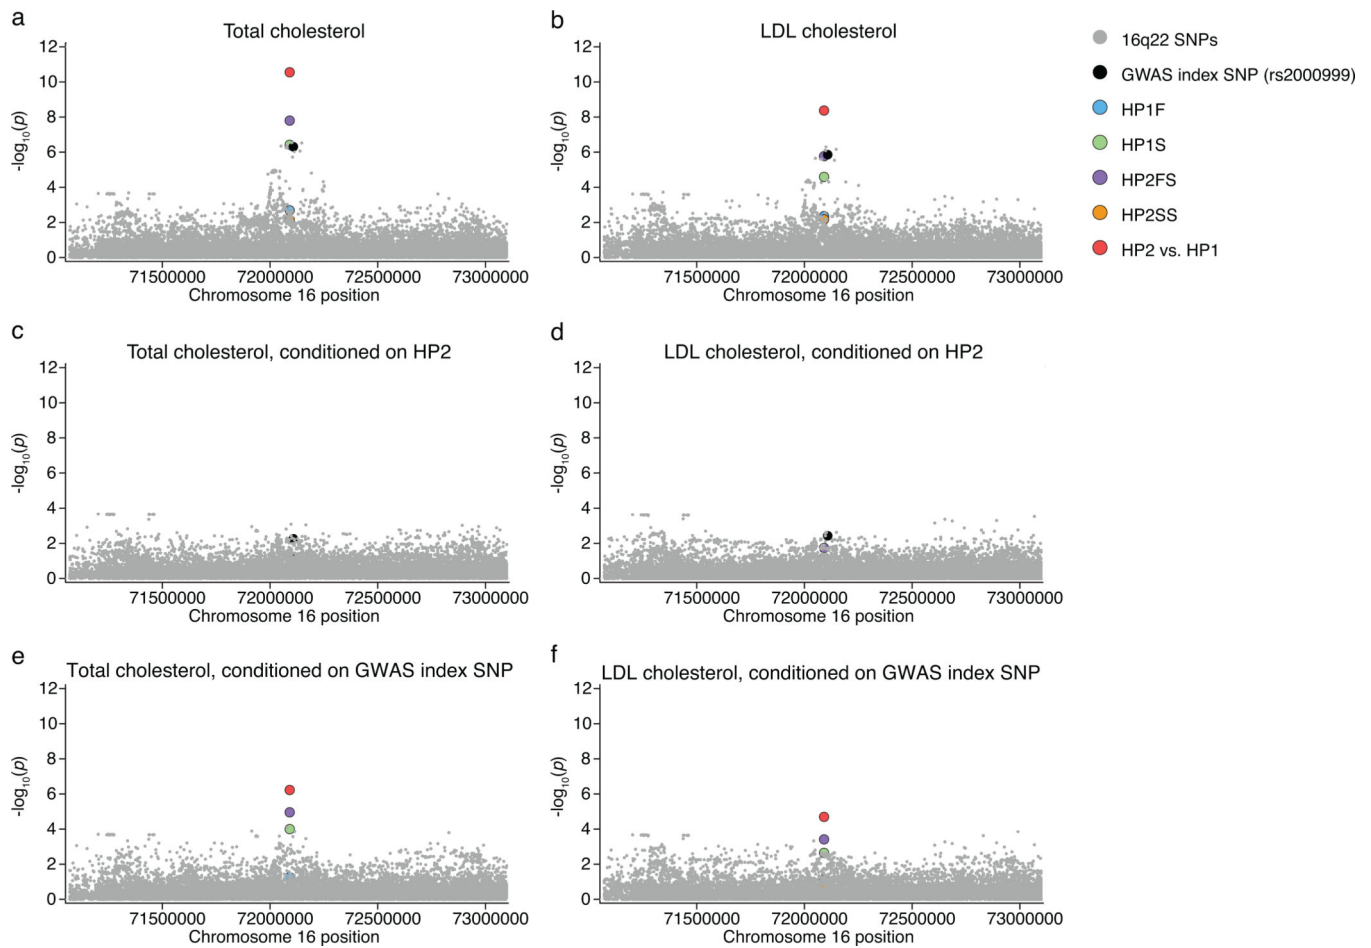 a
Total cholesterol
12
10
8
6
4
2
0
-log10(p)
71500000 72000000 72500000 73000000
Chromosome 16 position
b
LDL cholesterol
12
10
8
6
4
2
0
-log10(p)
71500000 72000000 72500000 73000000
Chromosome 16 position
16q22 SNPs
GWAS index SNP (rs2000999)
HP1F
HP1S
HP2FS
HP2SS
HP2 vs. HP1
c
Total cholesterol, conditioned on HP2
12
10
8
6
4
2
0
-log10(p)
71500000 72000000 72500000 73000000
Chromosome 16 position
d
LDL cholesterol, conditioned on HP2
12
10
8
6
4
2
0
-log10(p)
71500000 72000000 72500000 73000000
Chromosome 16 position
e
Total cholesterol, conditioned on GWAS index SNP
12
10
8
6
4
2
0
-log10(p)
71500000 72000000 72500000 73000000
Chromosome 16 position
f
LDL cholesterol, conditioned on GWAS index SNP
12
10
8
6
4
2
0
-log10(p)
71500000 72000000 72500000 73000000
Chromosome 16 position